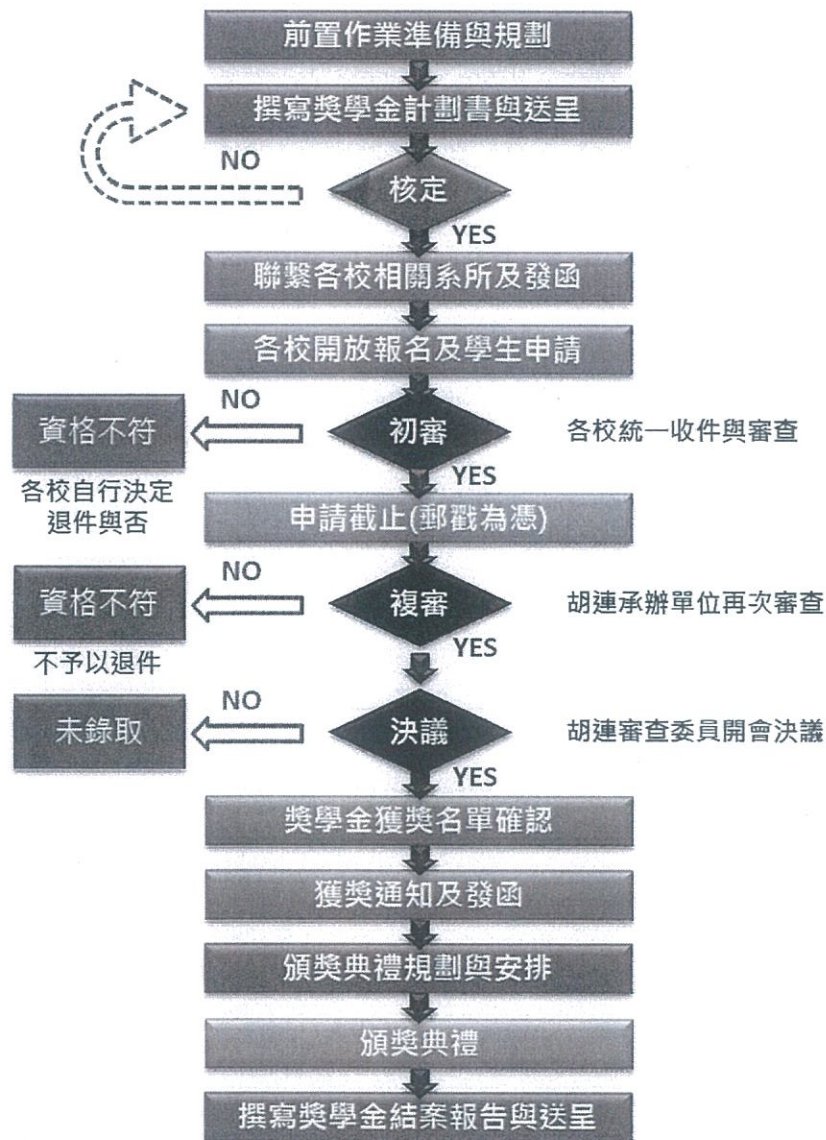 前置作業準備與規劃
撰寫獎學金計劃書與送呈
NO
核定
YES
聯繫各校相關系所及發函
各校開放報名及學生申請
NO
資格不符
初審
各校統一收件與審查
各校自行決定
退件與否
YES
申請截止(郵戳為憑)
NO
資格不符
複審
胡連承辦單位再次審查
不予以退件
YES
NO
未錄取
決議
胡連審查委員開會決議
YES
獎學金獲獎名單確認
獲獎通知及發函
頒獎典禮規劃與安排
頒獎典禮
撰寫獎學金結案報告與送呈